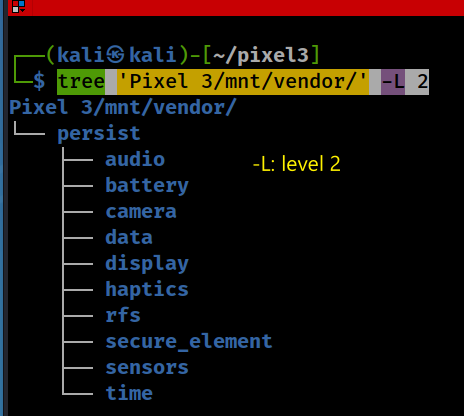 ┌──(kali㉿kali)-[~/pixel3]
└─$ tree 'Pixel 3/mnt/vendor/' -L 2
Pixel 3/mnt/vendor/
└── persist
    ├── audio
    ├── battery
    ├── camera
    ├── data
    ├── display
    ├── haptics
    ├── rfs
    ├── secure_element
    ├── sensors
    └── time
-L: level 2